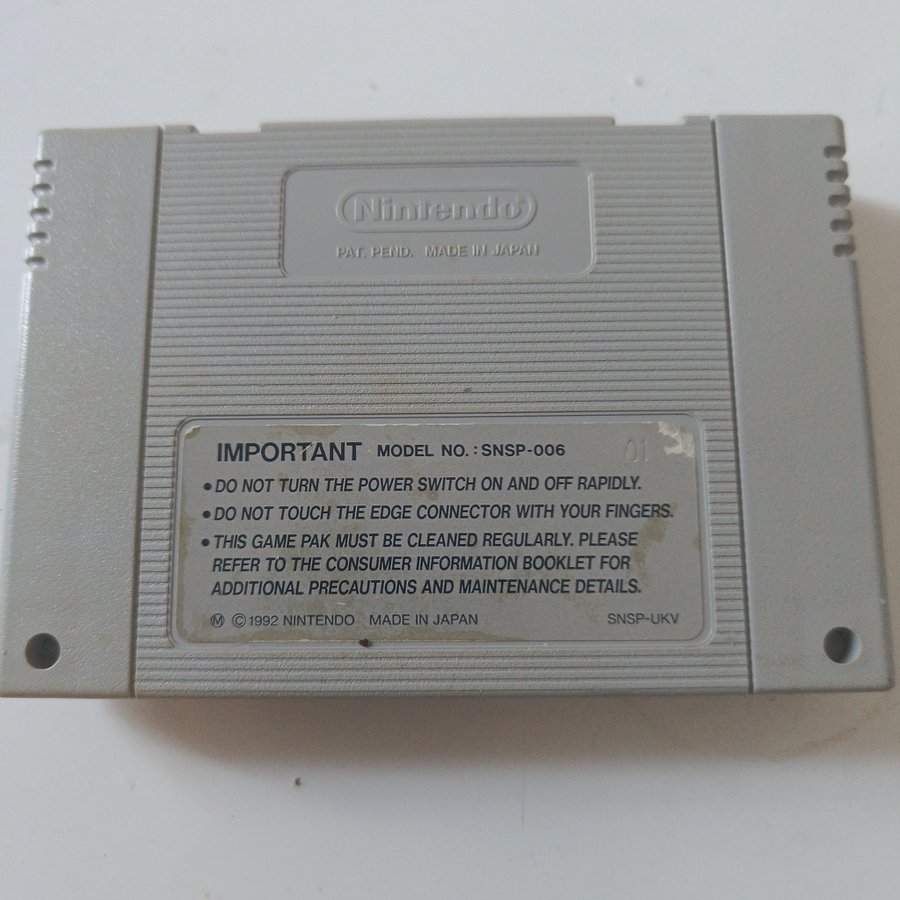 Nintendo
PAT. PEND. MADE IN JAPAN
IMPORTANT MODEL NO. : SNSP-006 01
• DO NOT TURN THE POWER SWITCH ON AND OFF RAPIDLY.
• DO NOT TOUCH THE EDGE CONNECTOR WITH YOUR FINGERS.
• THIS GAME PAK MUST BE CLEANED REGULARLY. PLEASE
REFER TO THE CONSUMER INFORMATION BOOKLET FOR
ADDITIONAL PRECAUTIONS AND MAINTENANCE DETAILS.
Ⓜ © 1992 NINTENDO MADE IN JAPAN SNSP-UKV